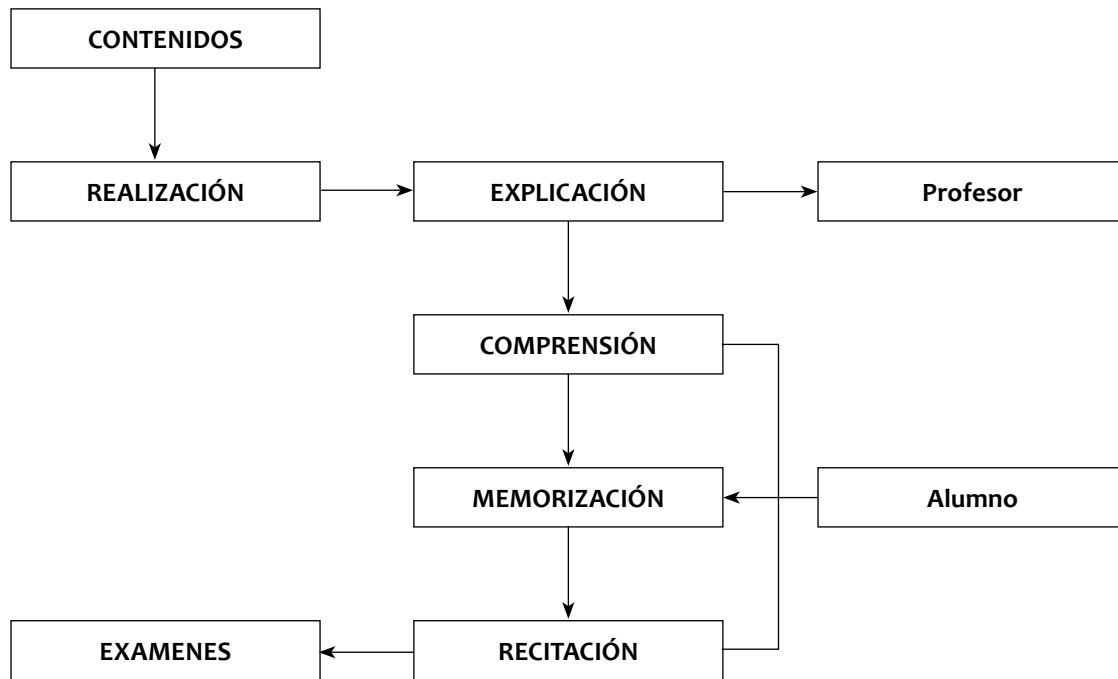 CONTENIDOS
REALIZACIÓN
EXPLICACIÓN
Profesor
COMPRENSIÓN
MEMORIZACIÓN
Alumno
EXAMENES
RECITACIÓN